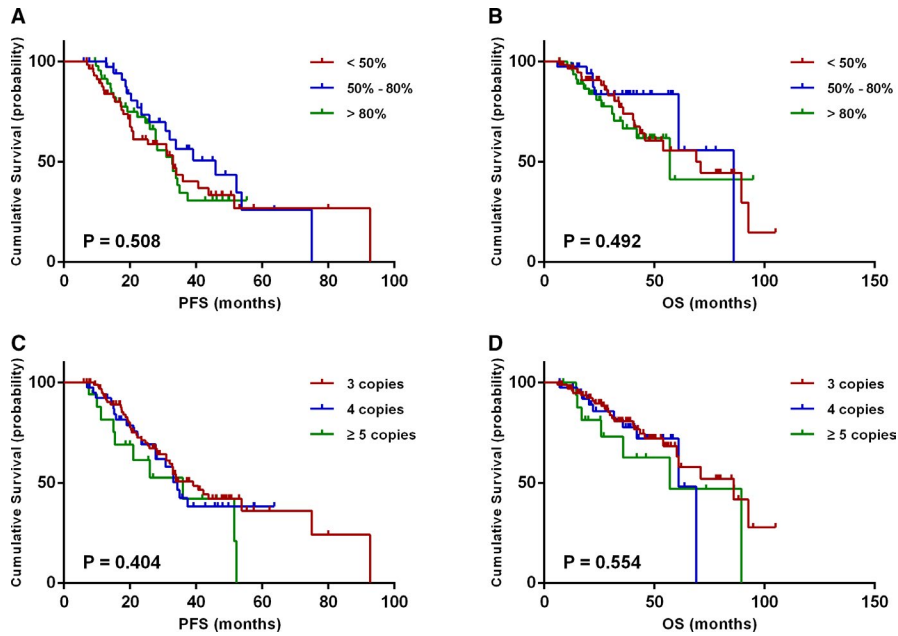 A
Cumulative Survival (probability)
100
50
0
< 50%
50% - 80%
> 80%
P = 0.508
0 20 40 60 80 100
PFS (months)
B
Cumulative Survival (probability)
100
50
0
< 50%
50% - 80%
> 80%
P = 0.492
0 50 100 150
OS (months)
C
Cumulative Survival (probability)
100
50
0
3 copies
4 copies
≥ 5 copies
P = 0.404
0 20 40 60 80 100
PFS (months)
D
Cumulative Survival (probability)
100
50
0
3 copies
4 copies
≥ 5 copies
P = 0.554
0 50 100 150
OS (months)